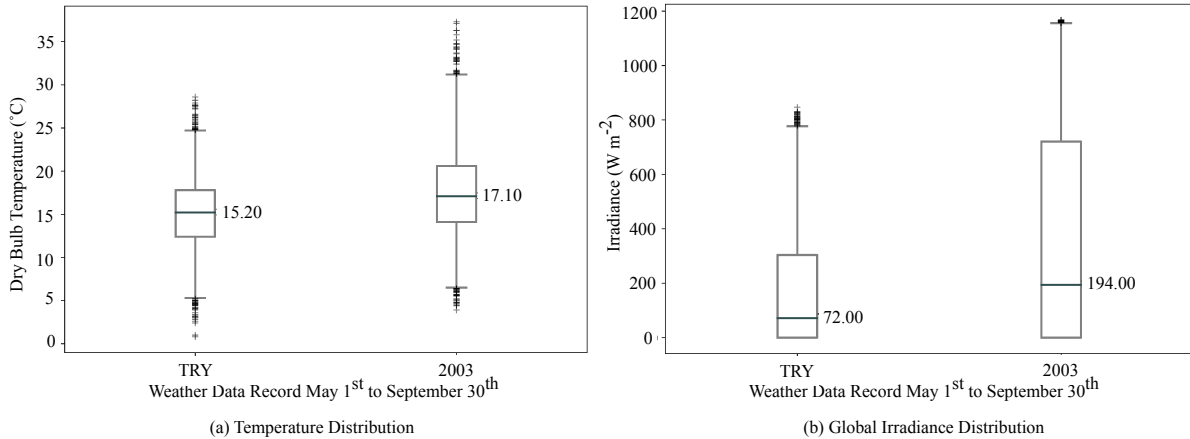 35
30
25
20
15
10
5
0
Dry Bulb Temperature (˚C)
15.20
17.10
TRY
2003
Weather Data Record May 1st to September 30th
(a) Temperature Distribution
1200
1000
800
600
400
200
0
Irradiance (W m-2)
72.00
194.00
TRY
2003
Weather Data Record May 1st to September 30th
(b) Global Irradiance Distribution